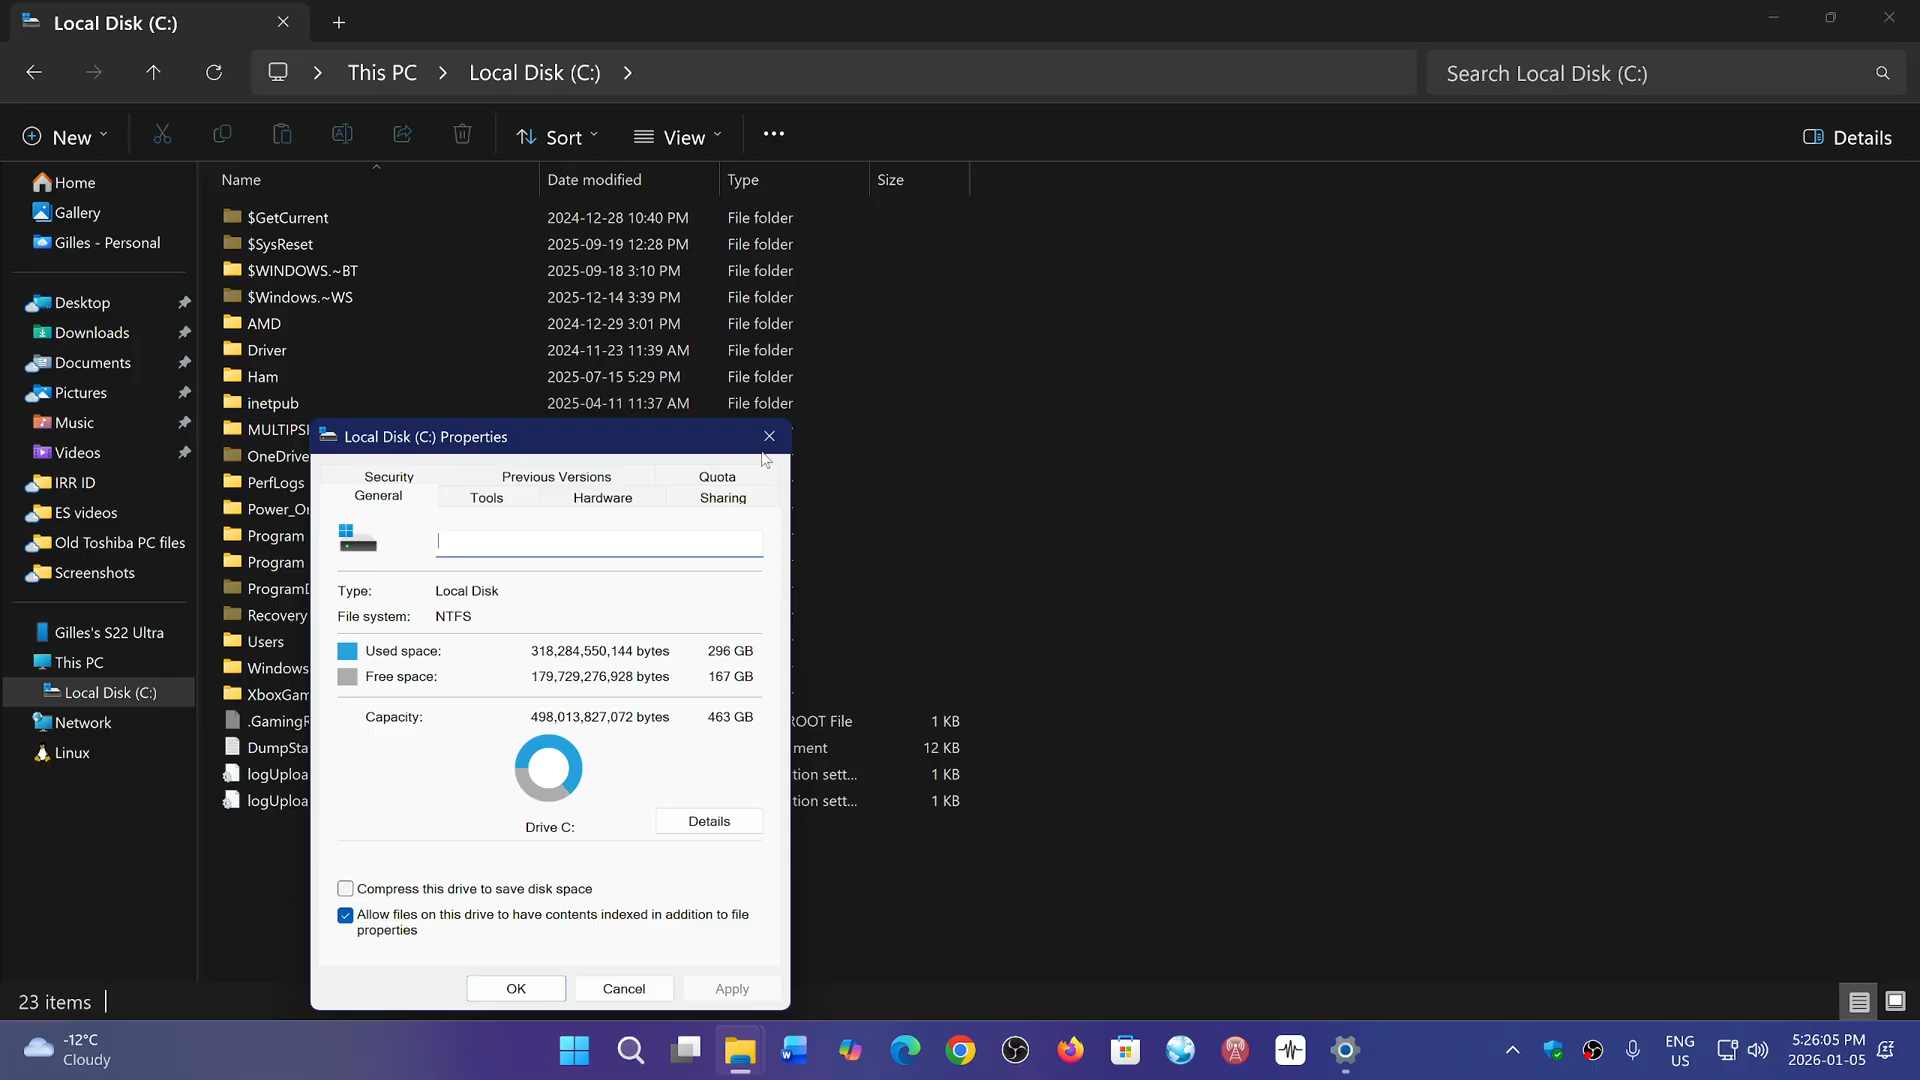 Local Disk (C:)
This PC
Local Disk (C:)
Search Local Disk (C:)
New
Sort
View
Details
Name
Date modified
Type
Size
Home
Gallery
Gilles - Personal
Desktop
Downloads
Documents
Pictures
Music
Videos
IRR ID
ES videos
Old Toshiba PC files
Screenshots
Gilles's S22 Ultra
This PC
Local Disk (C:)
Network
Linux
$GetCurrent 2024-12-28 10:40 PM File folder
$SysReset 2025-09-19 12:28 PM File folder
$WINDOWS.~BT 2025-09-18 3:10 PM File folder
$Windows.~WS 2025-12-14 3:39 PM File folder
AMD 2024-12-29 3:01 PM File folder
Driver 2024-11-23 11:39 AM File folder
Ham 2025-07-15 5:29 PM File folder
inetpub 2025-04-11 11:37 AM File folder
OneDrive
PerfLogs
Program
Program
Recovery
Users
Windows
ROOT File 1 KB
12 KB
1 KB
1 KB
Local Disk (C:) Properties
Security Previous Versions Quota
General Tools Hardware Sharing
Type: Local Disk
File system: NTFS
Used space: 318,284,550,144 bytes 296 GB
Free space: 179,729,276,928 bytes 167 GB
Capacity: 498,013,827,072 bytes 463 GB
Drive C:
Details
Compress this drive to save disk space
Allow files on this drive to have contents indexed in addition to file
properties
OK
Cancel
Apply
23 items
-12°C
Cloudy
ENG
US
5:26:05 PM
2026-01-05